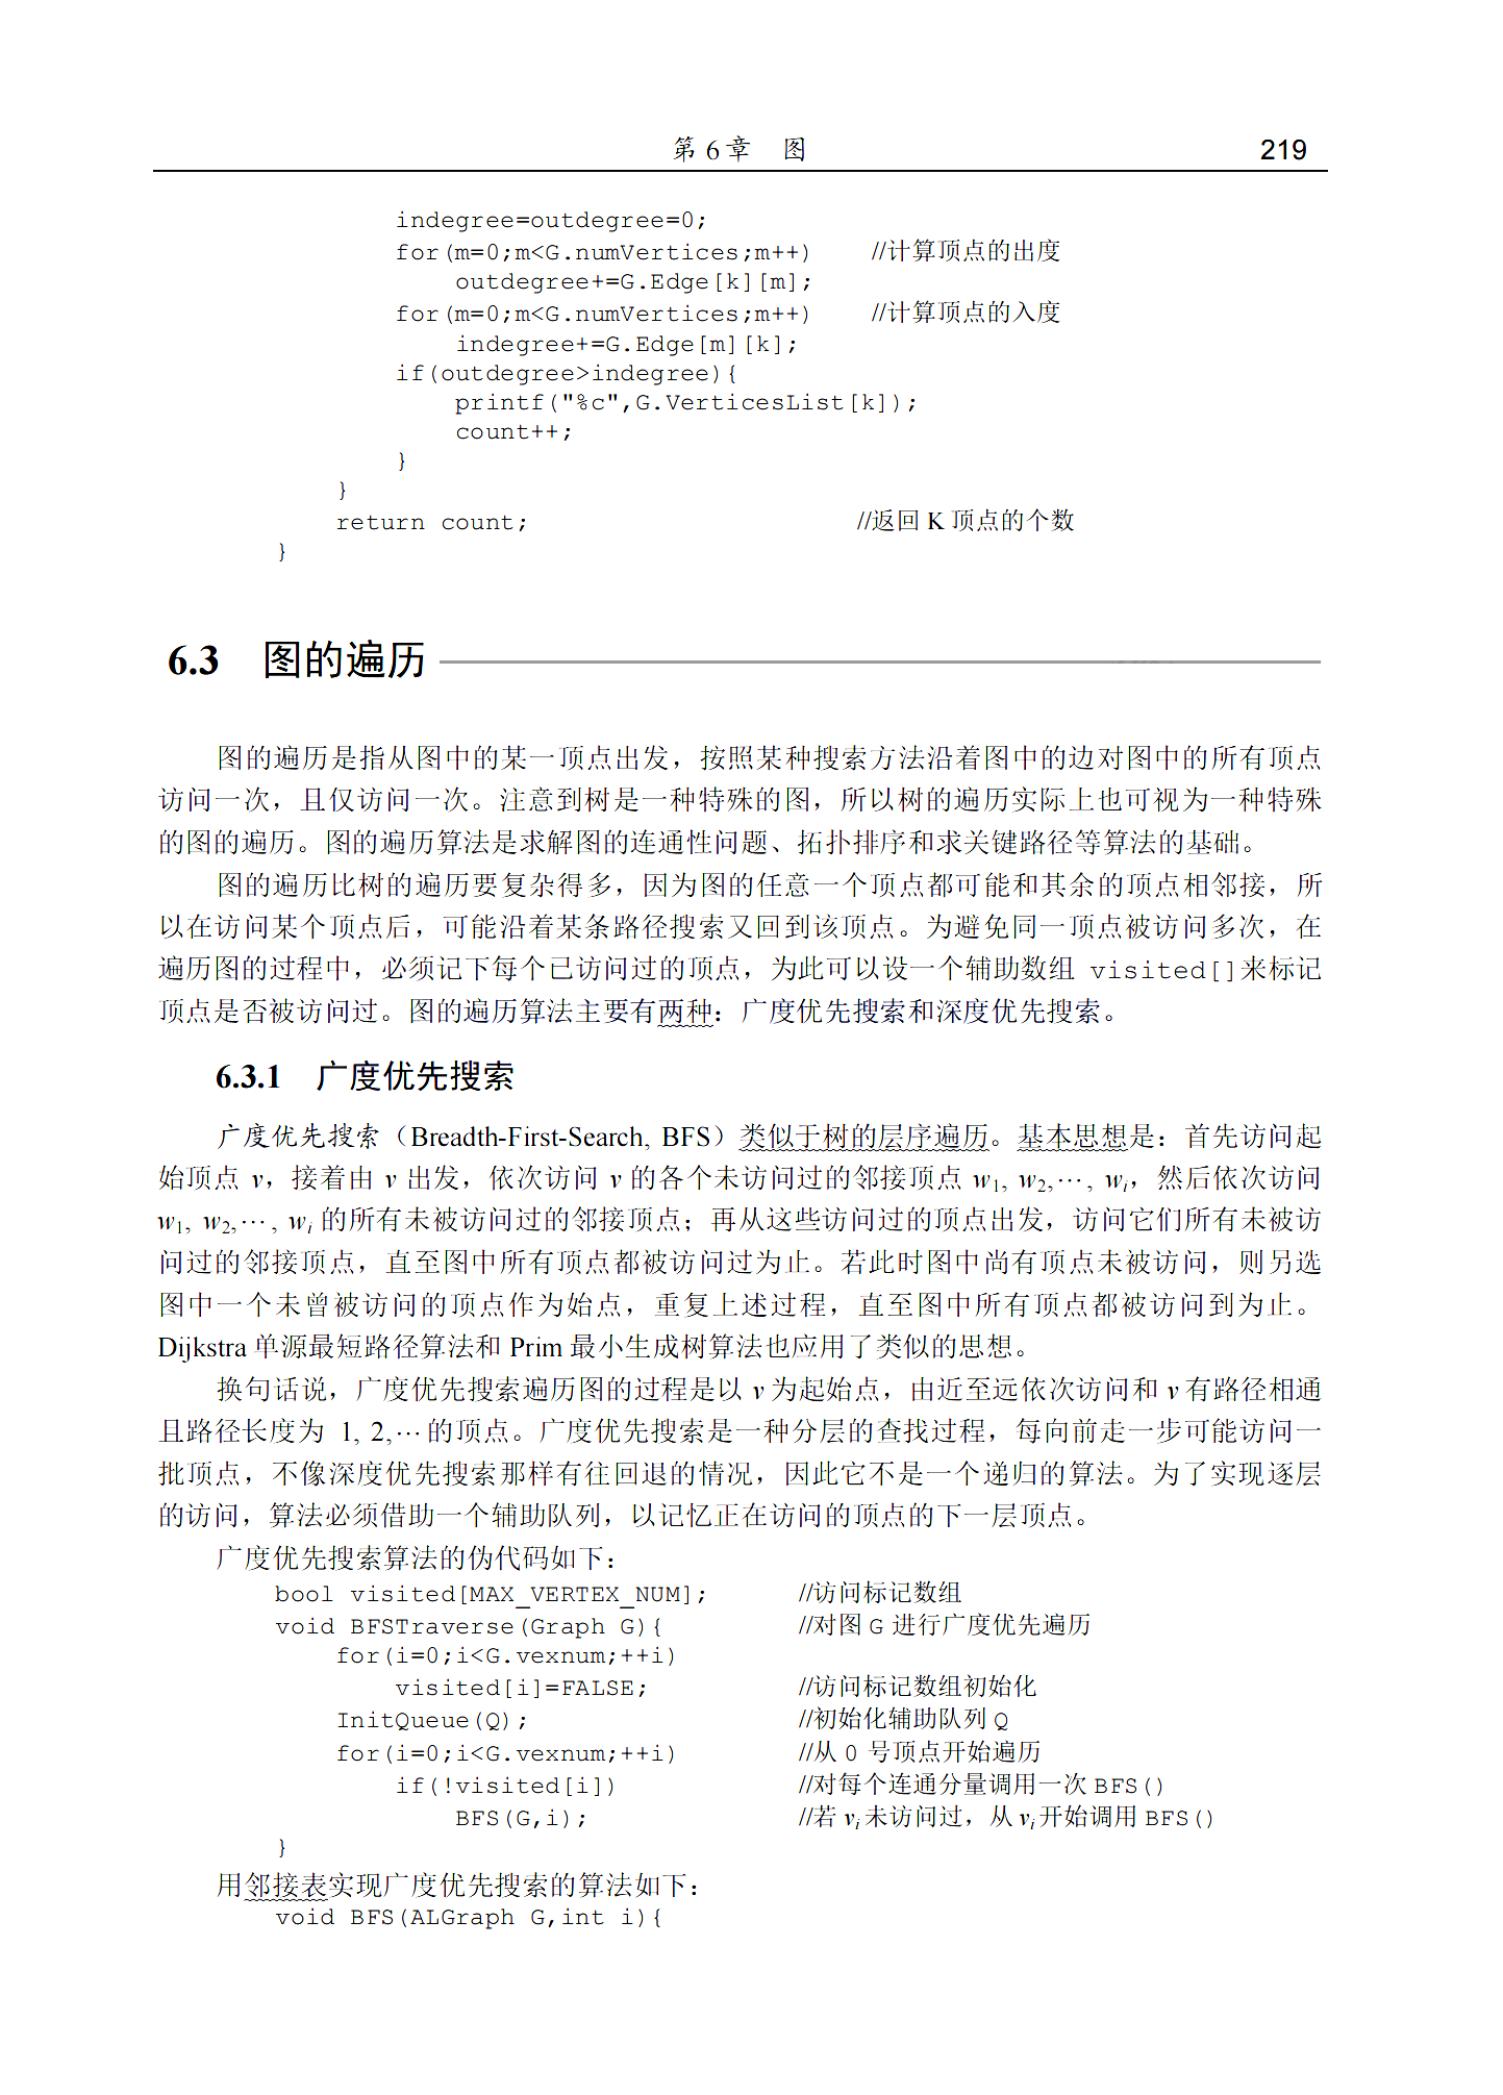 第 6 章 图 219
indegree=outdegree=0;
for(m=0;m<G.numVertices;m++) //计算顶点的出度
outdegree+=G.Edge[k][m];
for(m=0;m<G.numVertices;m++) //计算顶点的入度
indegree+=G.Edge[m][k];
if(outdegree>indegree){
printf("%c",G.VerticesList[k]);
count++;
}
}
return count; //返回 K 顶点的个数
}
6.3 图的遍历
图的遍历是指从图中的某一顶点出发，按照某种搜索方法沿着图中的边对图中的所有顶点
访问一次，且仅访问一次。注意到树是一种特殊的图，所以树的遍历实际上也可视为一种特殊
的图的遍历。图的遍历算法是求解图的连通性问题、拓扑排序和求关键路径等算法的基础。
图的遍历比树的遍历要复杂得多，因为图的任意一个顶点都可能和其余的顶点相邻接，所
以在访问某个顶点后，可能沿着某条路径搜索又回到该顶点。为避免同一顶点被访问多次，在
遍历图的过程中，必须记下每个已访问过的顶点，为此可以设一个辅助数组 visited[]来标记
顶点是否被访问过。图的遍历算法主要有两种：广度优先搜索和深度优先搜索。
6.3.1 广度优先搜索
广度优先搜索（Breadth-First-Search, BFS）类似于树的层序遍历。基本思想是：首先访问起
始顶点 v，接着由 v 出发，依次访问 v 的各个未访问过的邻接顶点 w1, w2,⋯, wi，然后依次访问
w1, w2,⋯, wi 的所有未被访问过的邻接顶点；再从这些访问过的顶点出发，访问它们所有未被访
问过的邻接顶点，直至图中所有顶点都被访问过为止。若此时图中尚有顶点未被访问，则另选
图中一个未曾被访问的顶点作为始点，重复上述过程，直至图中所有顶点都被访问到为止。
Dijkstra 单源最短路径算法和 Prim 最小生成树算法也应用了类似的思想。
换句话说，广度优先搜索遍历图的过程是以 v 为起始点，由近至远依次访问和 v 有路径相通
且路径长度为 1, 2,⋯ 的顶点。广度优先搜索是一种分层的查找过程，每向前走一步可能访问一
批顶点，不像深度优先搜索那样有往回退的情况，因此它不是一个递归的算法。为了实现逐层
的访问，算法必须借助一个辅助队列，以记忆正在访问的顶点的下一层顶点。
广度优先搜索算法的伪代码如下：
bool visited[MAX_VERTEX_NUM]; //访问标记数组
void BFSTraverse(Graph G){ //对图 G 进行广度优先遍历
for(i=0;i<G.vexnum;++i)
visited[i]=FALSE; //访问标记数组初始化
InitQueue(Q); //初始化辅助队列 Q
for(i=0;i<G.vexnum;++i) //从 0 号顶点开始遍历
if(!visited[i]) //对每个连通分量调用一次 BFS()
BFS(G,i); //若 vi 未访问过，从 vi 开始调用 BFS()
}
用邻接表实现广度优先搜索的算法如下：
void BFS(ALGraph G,int i){